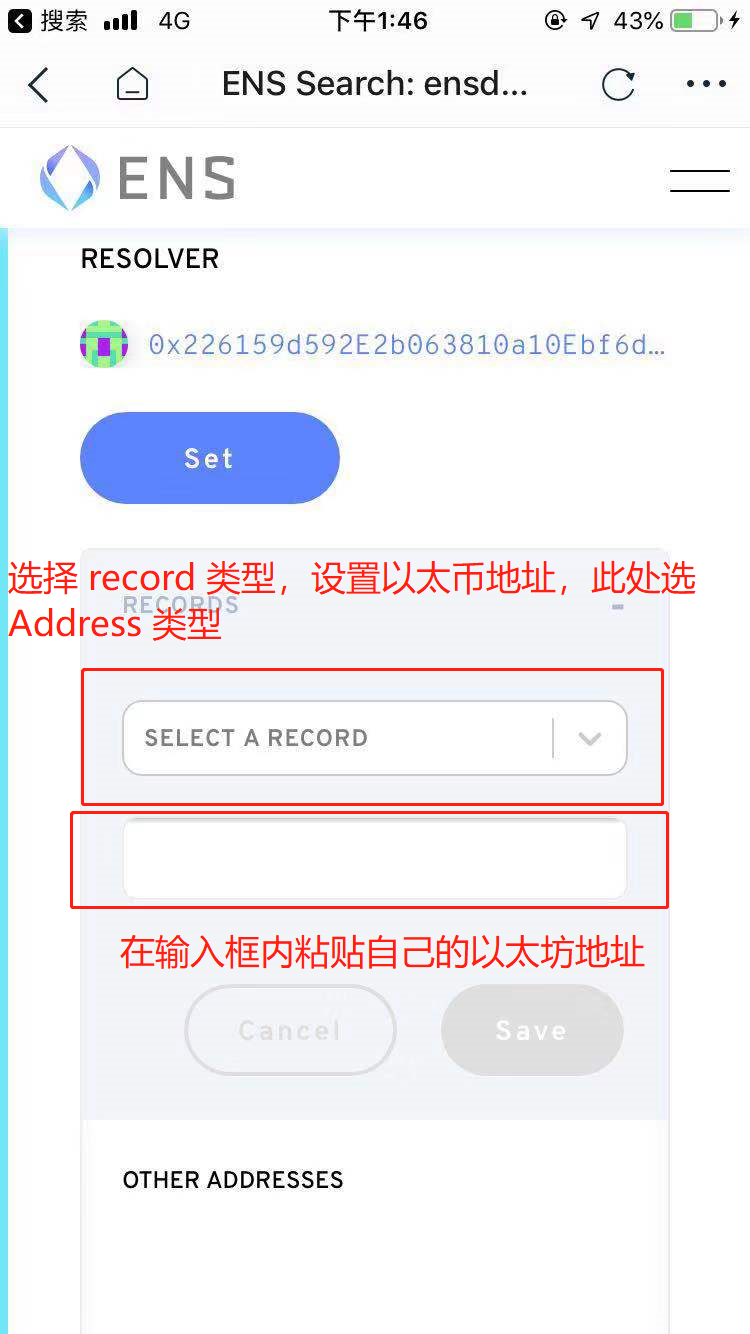 搜索 4G 下午1:46 43%
ENS Search: ensd...
ENS
RESOLVER
0x226159d592E2b063810a10Ebf6d...
Set
选择 record 类型，设置以太币地址，此处选
RECORDS -
Address 类型
SELECT A RECORD
在输入框内粘贴自己的以太坊地址
Cancel Save
OTHER ADDRESSES